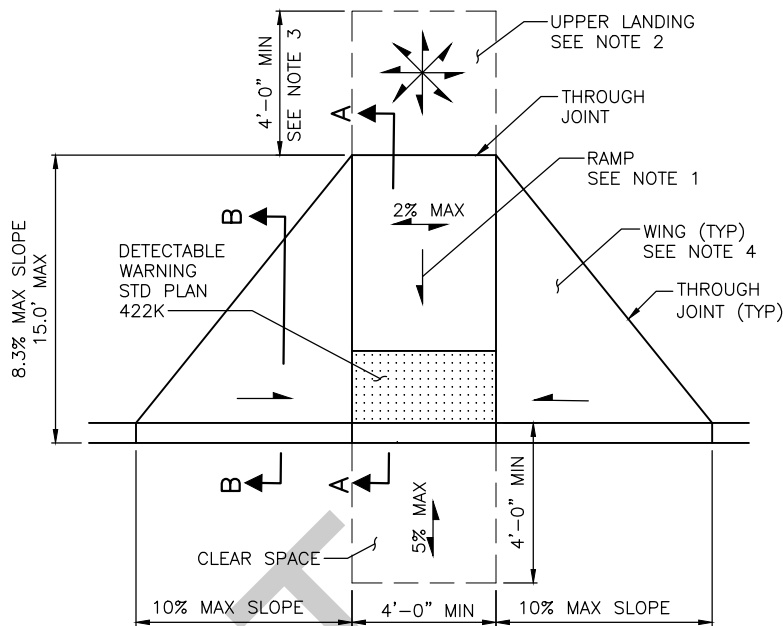 4'-0" MIN
SEE NOTE 3
UPPER LANDING
SEE NOTE 2
A
THROUGH
JOINT
RAMP
SEE NOTE 1
B
2% MAX
WING (TYP)
SEE NOTE 4
DETECTABLE
WARNING
STD PLAN
422K
THROUGH
JOINT (TYP)
8.3% MAX SLOPE
15.0' MAX
B
A
CLEAR SPACE
5% MAX
4'-0" MIN
10% MAX SLOPE
4'-0" MIN
10% MAX SLOPE